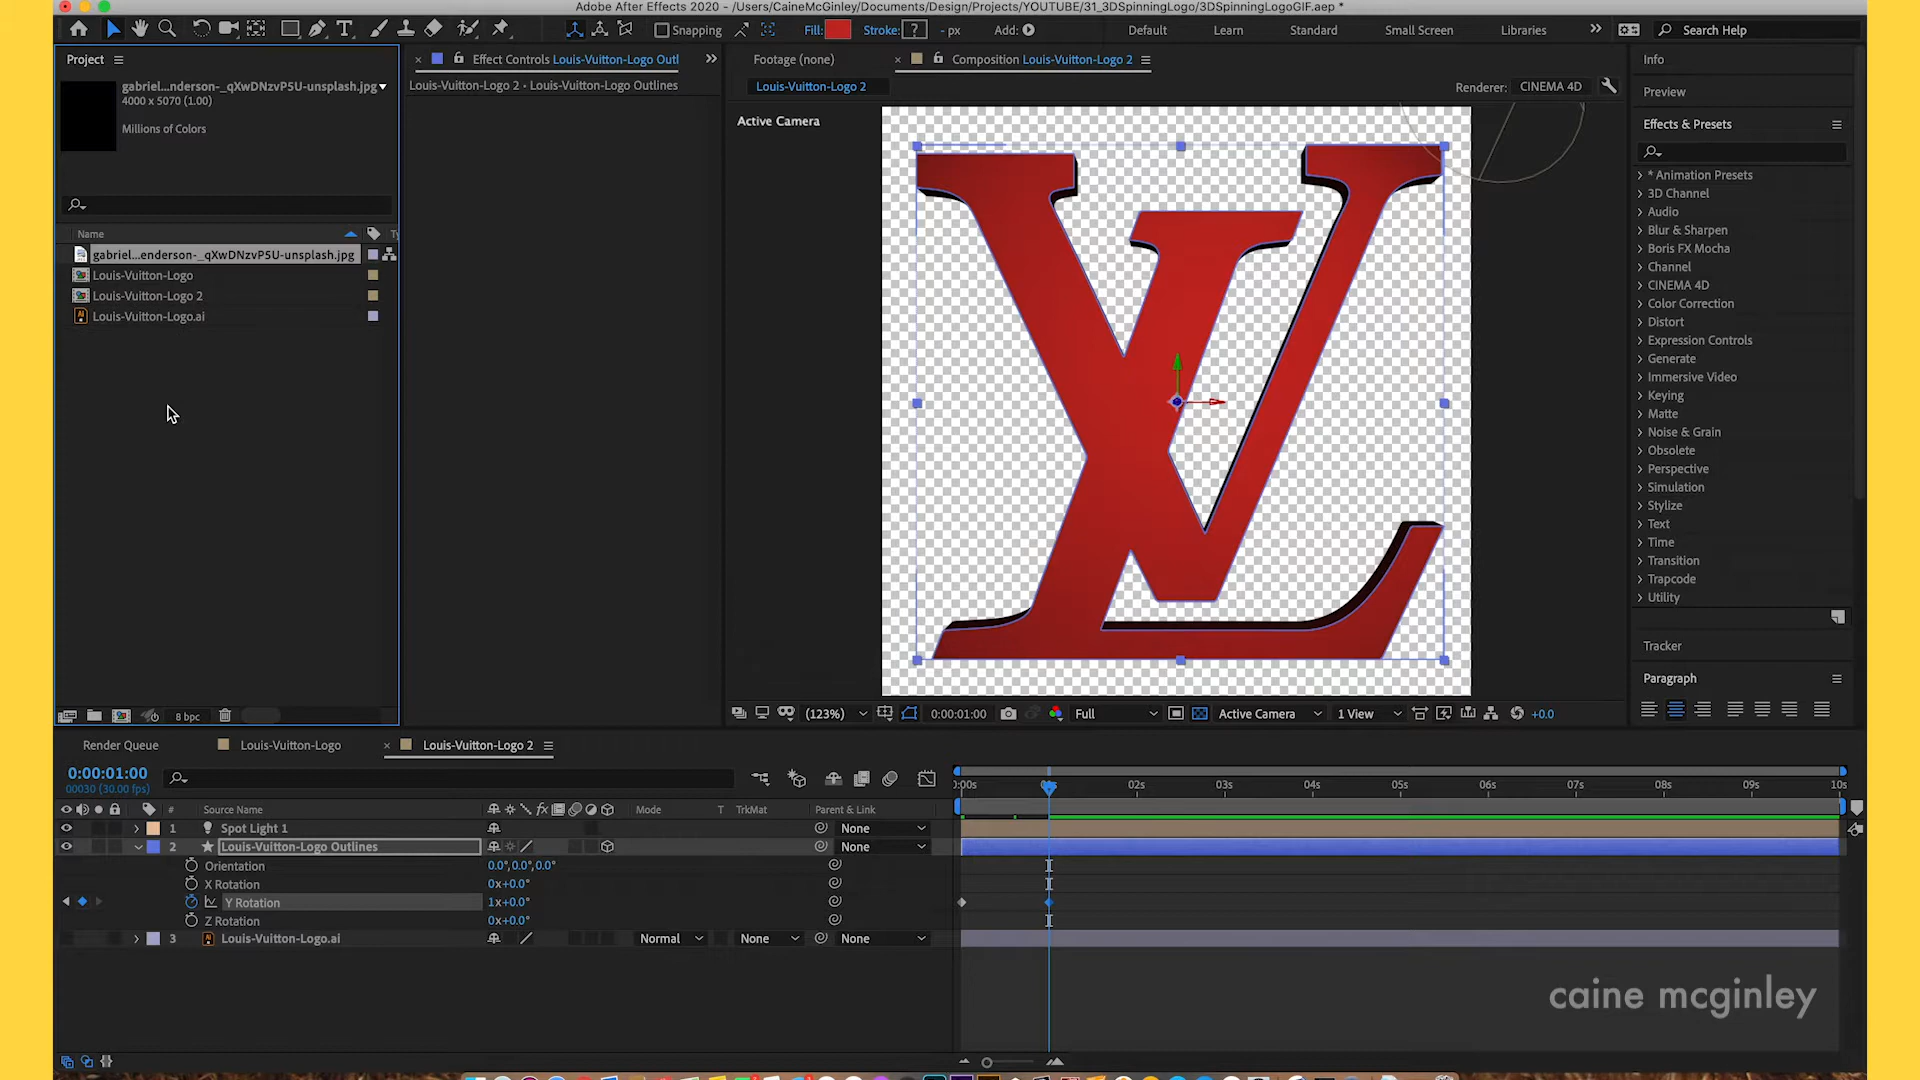 Adobe After Effects 2020 - /Users/CaineMcGinley/Documents/Design/Projects/YOUTUBE/31_3DSpinningLogo/3DSpinningLogoGIF.aep *
Snapping
Fill:
Stroke:
?
- px
Add:
Default
Learn
Standard
Small Screen
Libraries
Search Help
Project
Effect Controls Louis-Vuitton-Logo Outl
Footage (none)
Composition Louis-Vuitton-Logo 2
Info
gabriel...nderson-_qXwDNzvP5U-unsplash.jpg
4000 x 5070 (1.00)
Millions of Colors
Louis-Vuitton-Logo 2 • Louis-Vuitton-Logo Outlines
Louis-Vuitton-Logo 2
Renderer:
CINEMA 4D
Active Camera
LV
Preview
Effects & Presets
* Animation Presets
3D Channel
Audio
Blur & Sharpen
Boris FX Mocha
Channel
CINEMA 4D
Color Correction
Distort
Expression Controls
Generate
Immersive Video
Keying
Matte
Noise & Grain
Obsolete
Perspective
Simulation
Stylize
Text
Time
Transition
Trapcode
Utility
Tracker
Paragraph
Name
Ty
gabriel...enderson-_qXwDNzvP5U-unsplash.jpg
Louis-Vuitton-Logo
Louis-Vuitton-Logo 2
Louis-Vuitton-Logo.ai
8 bpc
(123%)
0:00:01:00
Full
Active Camera
1 View
+0.0
Render Queue
Louis-Vuitton-Logo
Louis-Vuitton-Logo 2
0:00:01:00
00030 (30.00 fps)
:00s
02s
03s
04s
05s
06s
07s
08s
09s
10s
#
Source Name
Mode
T
TrkMat
Parent & Link
1
Spot Light 1
None
2
Louis-Vuitton-Logo Outlines
None
Orientation
0.0°,0.0°,0.0°
X Rotation
0x+0.0°
Y Rotation
1x+0.0°
Z Rotation
0x+0.0°
3
Louis-Vuitton-Logo.ai
Normal
None
None
caine mcginley